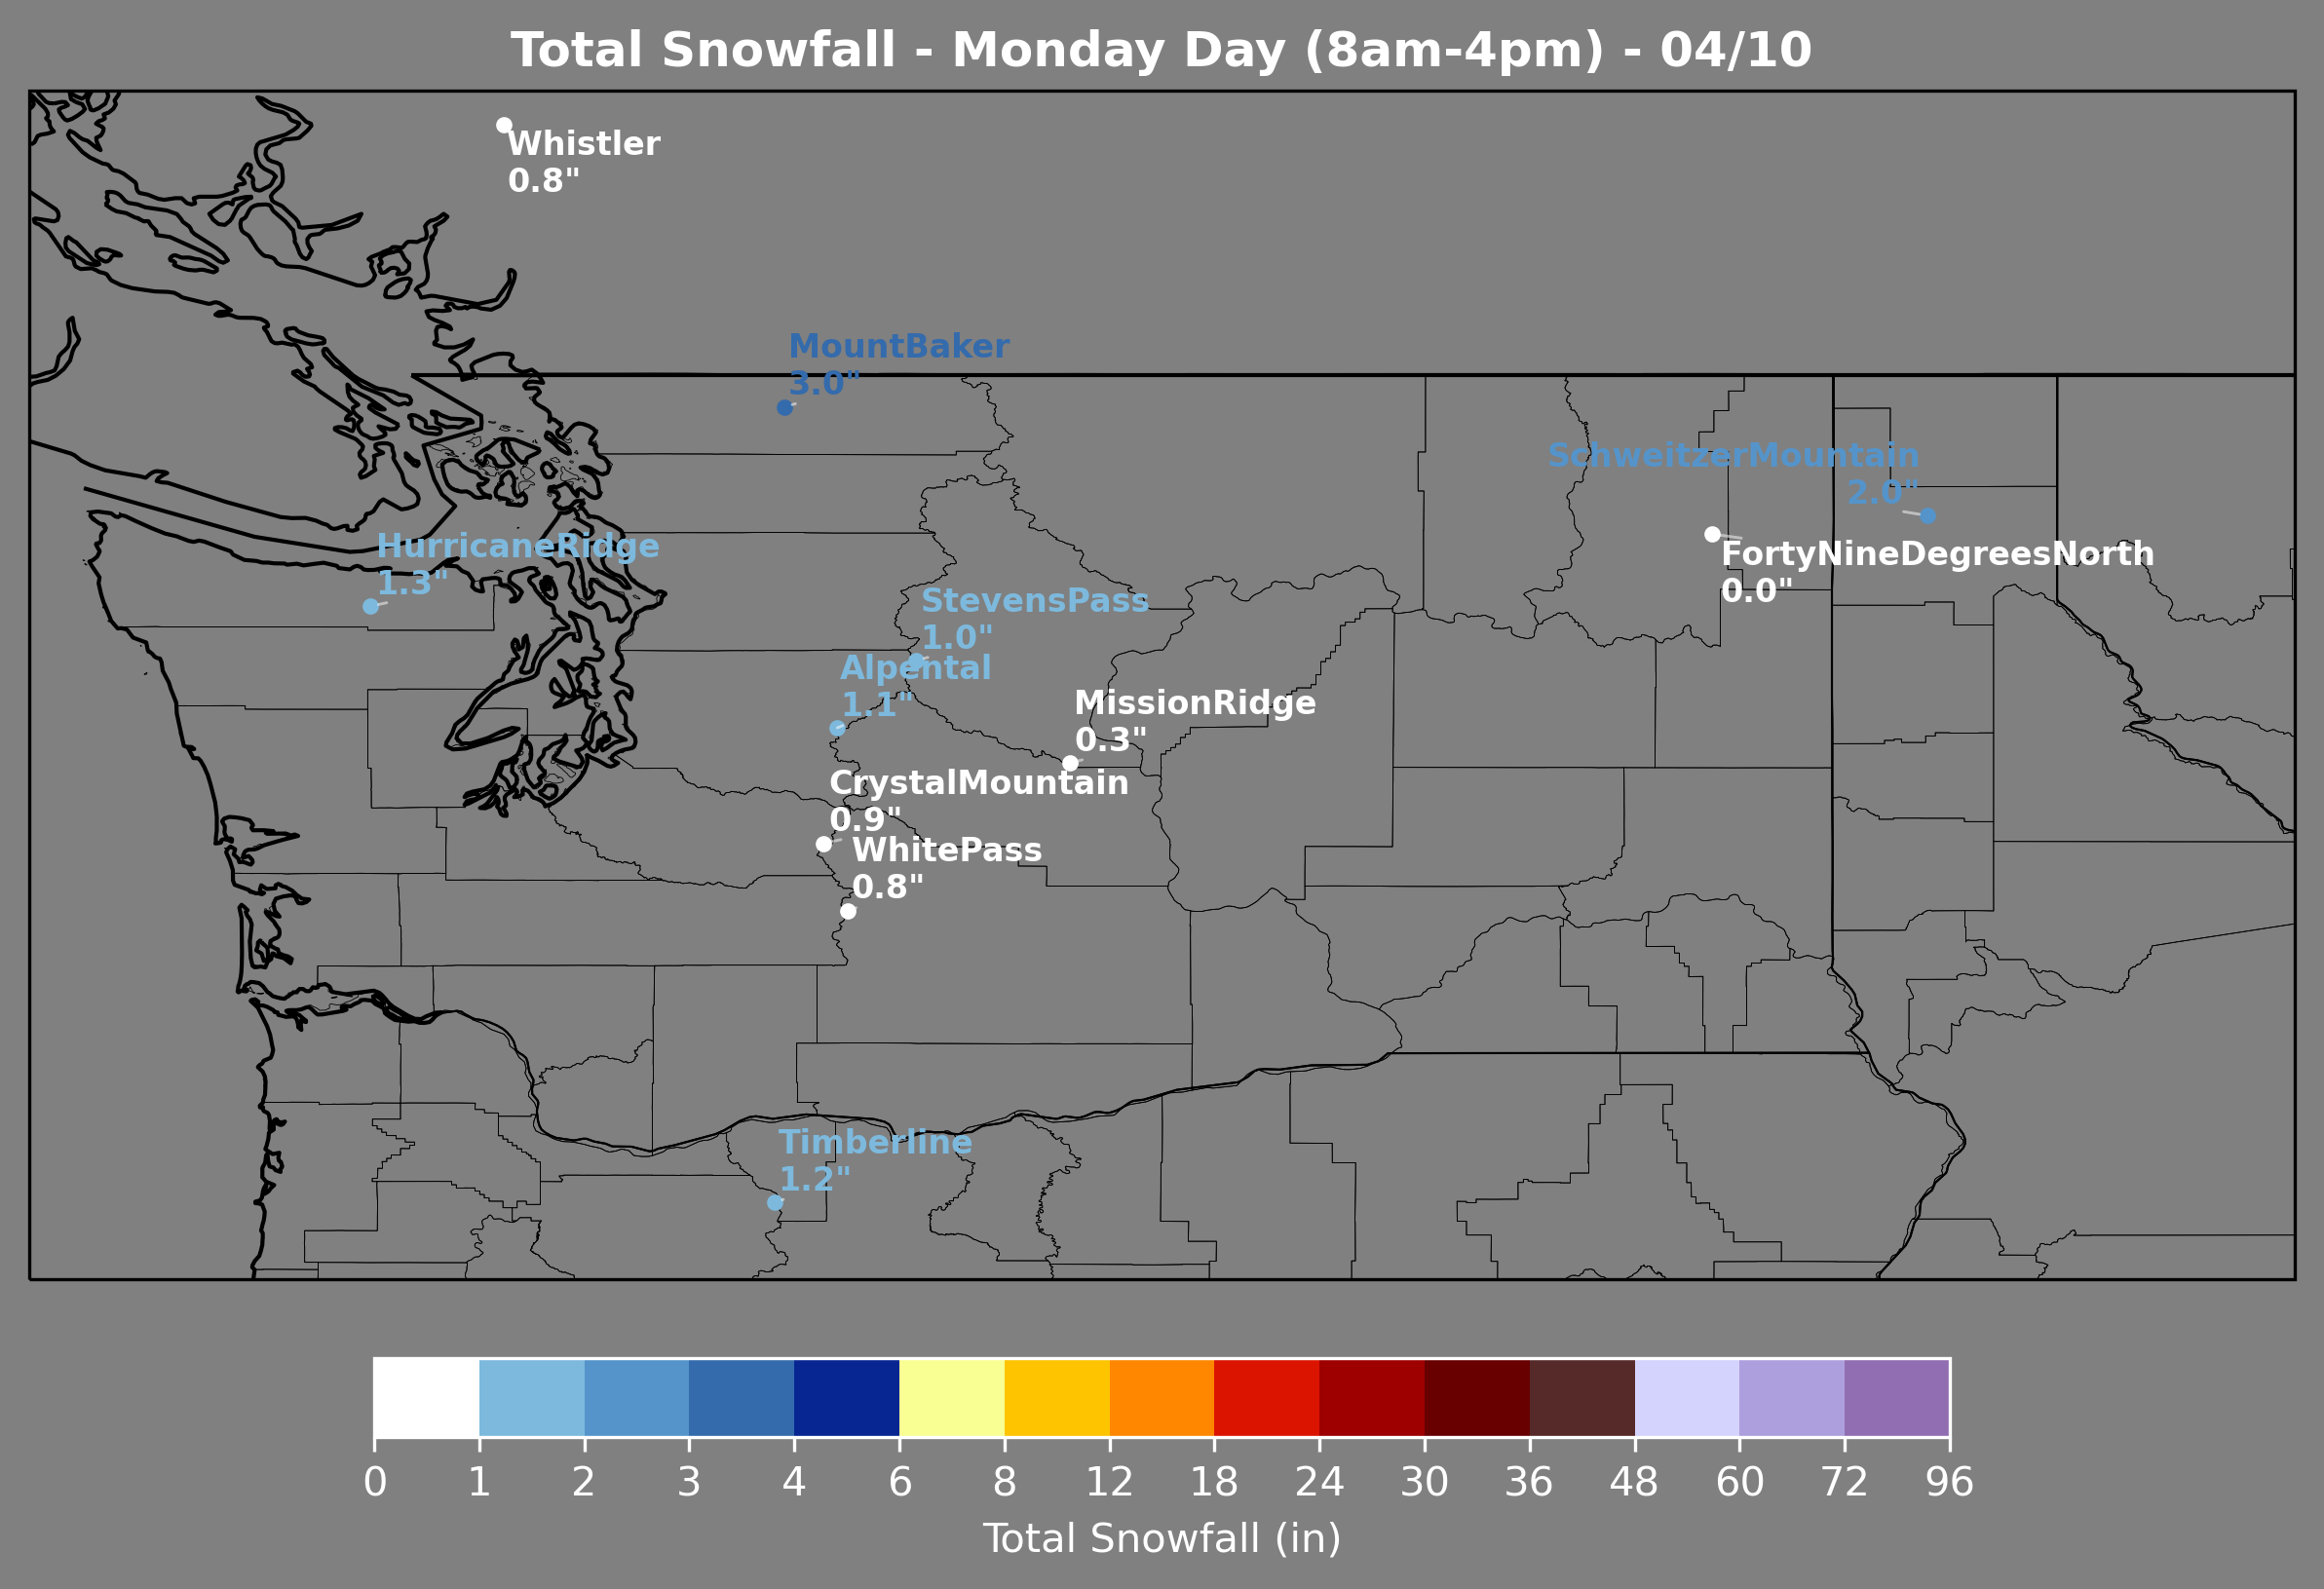 Total Snowfall - Monday Day (8am-4pm) - 04/10
Whistler
0.8"
MountBaker
3.0"
SchweitzerMountain
2.0"
HurricaneRidge
1.3"
FortyNineDegreesNorth
0.0"
StevensPass
1.0"
Alpental
1.1"
MissionRidge
0.3"
CrystalMountain
0.9"
WhitePass
0.8"
Timberline
1.2"
0 1 2 3 4 6 8 12 18 24 30 36 48 60 72 96
Total Snowfall (in)